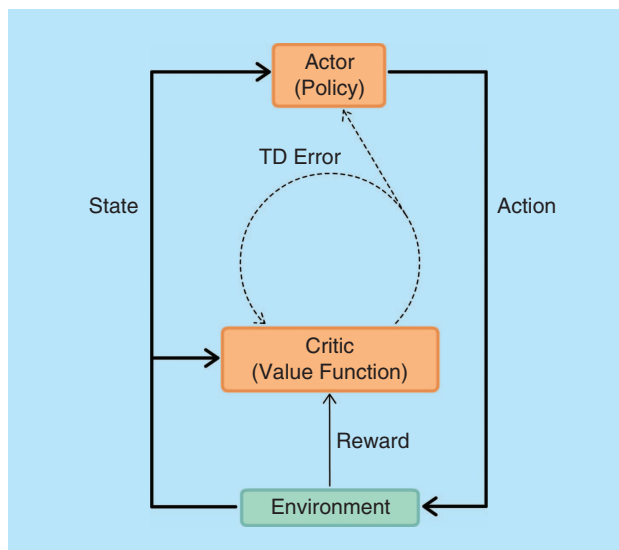 Actor
(Policy)
TD Error
State
Action
Critic
(Value Function)
Reward
Environment